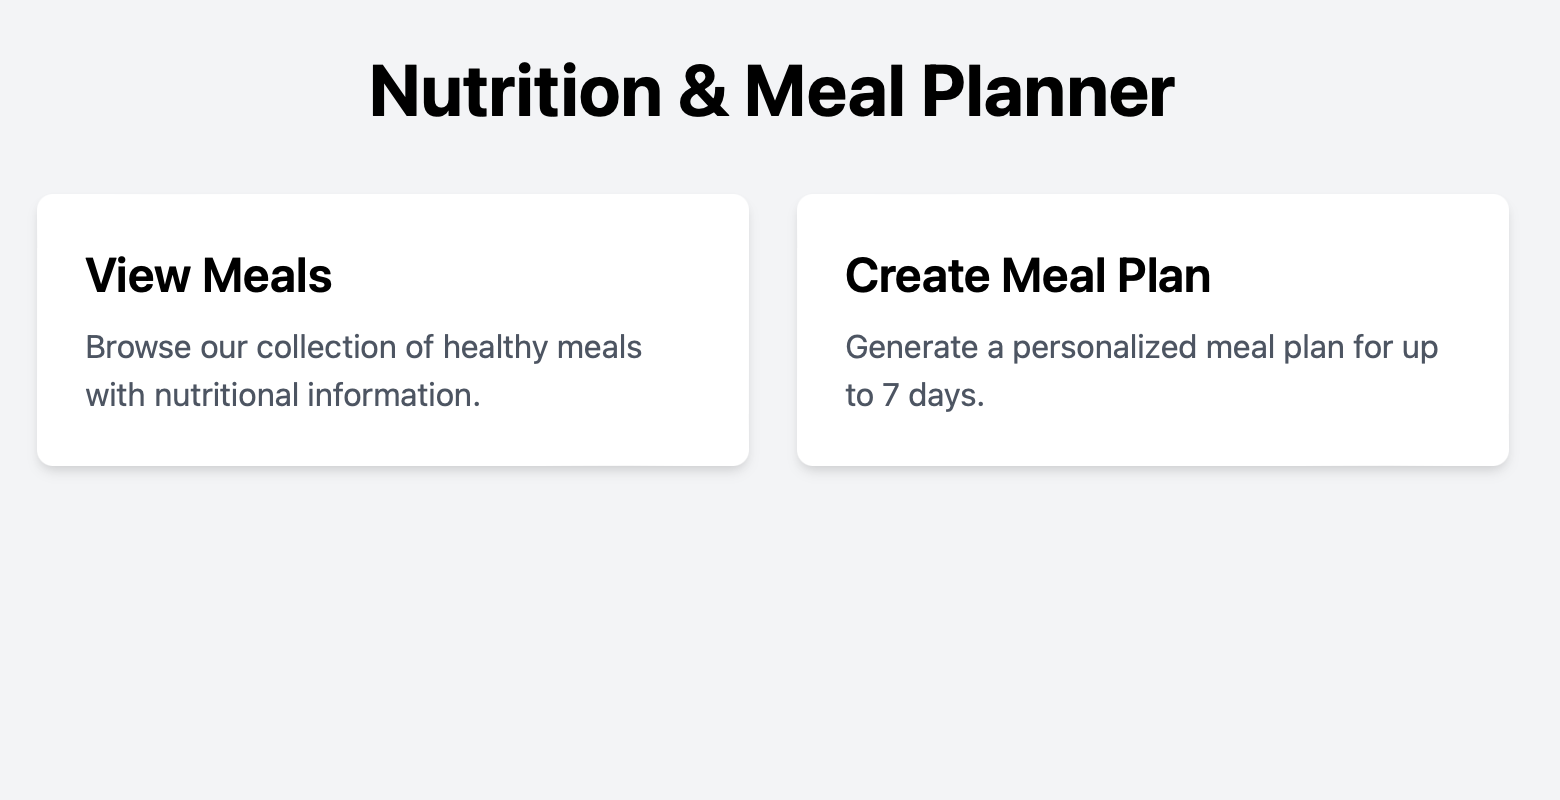 Nutrition & Meal Planner
View Meals
Browse our collection of healthy meals
with nutritional information.
Create Meal Plan
Generate a personalized meal plan for up
to 7 days.